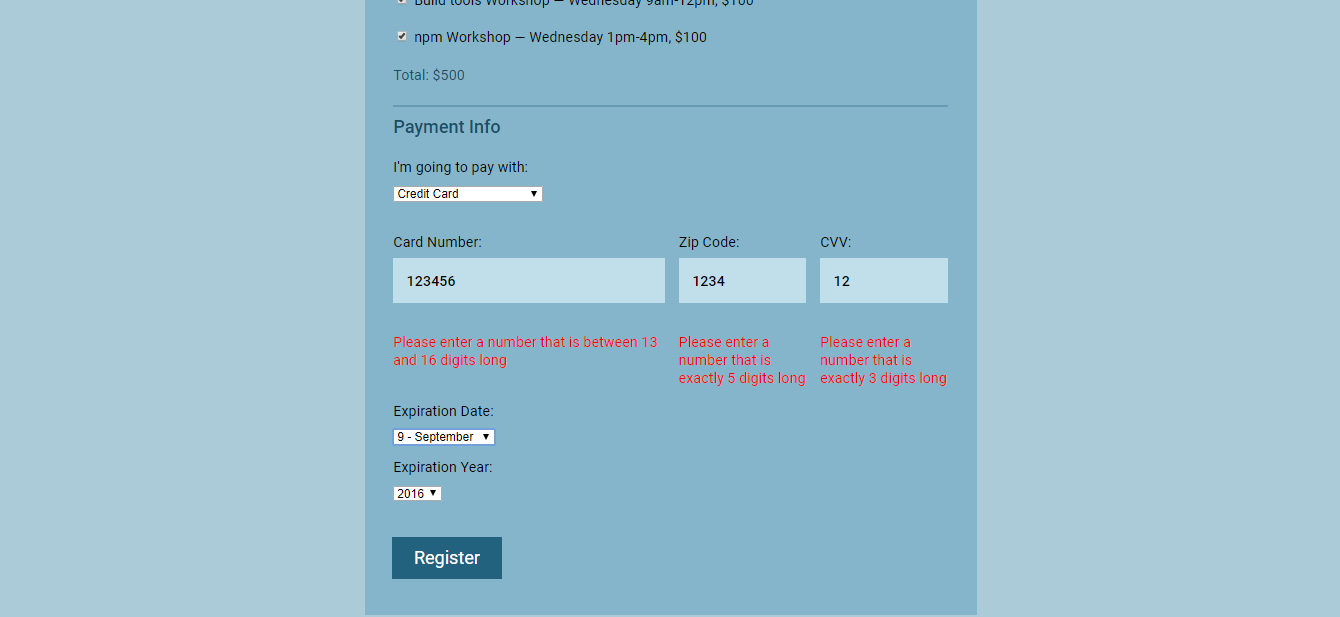 Build tools Workshop — Wednesday 9am-12pm, $100
npm Workshop — Wednesday 1pm-4pm, $100
Total: $500
Payment Info
I'm going to pay with:
Credit Card
Card Number:
Zip Code:
CVV:
123456
1234
12
Please enter a number that is between 13
and 16 digits long
Please enter a
number that is
exactly 5 digits long
Please enter a
number that is
exactly 3 digits long
Expiration Date:
9 - September
Expiration Year:
2016
Register